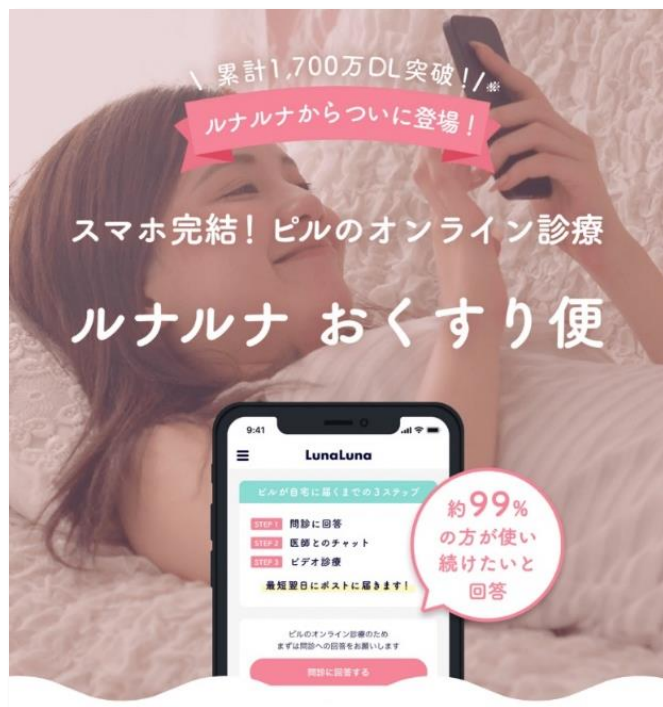 \ 累計1,700万DL突破！/※
ルナルナからついに登場！
スマホ完結！ピルのオンライン診療
ルナルナ おくすり便
9:41
LunaLuna
ピルが自宅に届くまでの3ステップ
STEP 1 問診に回答
STEP 2 医師とのチャット
STEP 3 ビデオ診療
最短翌日にポストに届きます！
約99%
の方が使い
続けたいと
回答
ピルのオンライン診療のため
まずは問診への回答をお願いします
問診に回答する